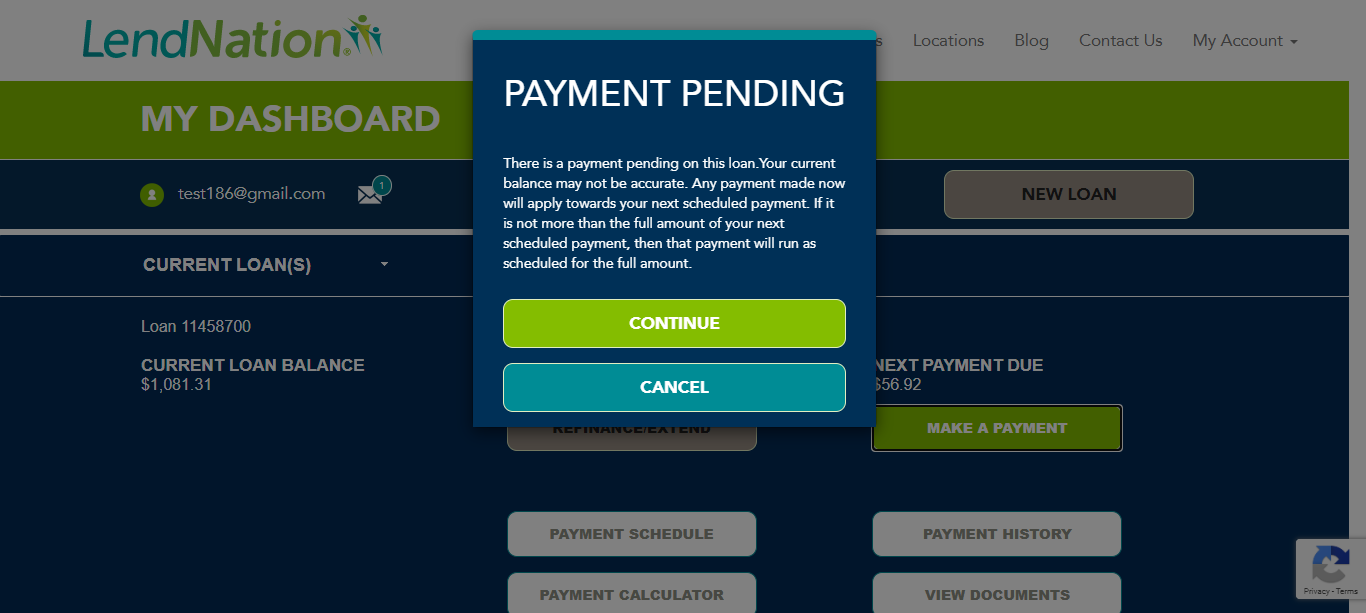 LendNation
s Locations Blog Contact Us My Account
MY DASHBOARD
PAYMENT PENDING
There is a payment pending on this loan.Your current
balance may not be accurate. Any payment made now
will apply towards your next scheduled payment. If it
is not more than the full amount of your next
scheduled payment, then that payment will run as
scheduled for the full amount.
CONTINUE
CANCEL
test186@gmail.com
1
NEW LOAN
CURRENT LOAN(S)
Loan 11458700
CURRENT LOAN BALANCE
$1,081.31
NEXT PAYMENT DUE
$56.92
REFINANCE/EXTEND
MAKE A PAYMENT
PAYMENT SCHEDULE
PAYMENT HISTORY
PAYMENT CALCULATOR
VIEW DOCUMENTS
Privacy - Terms